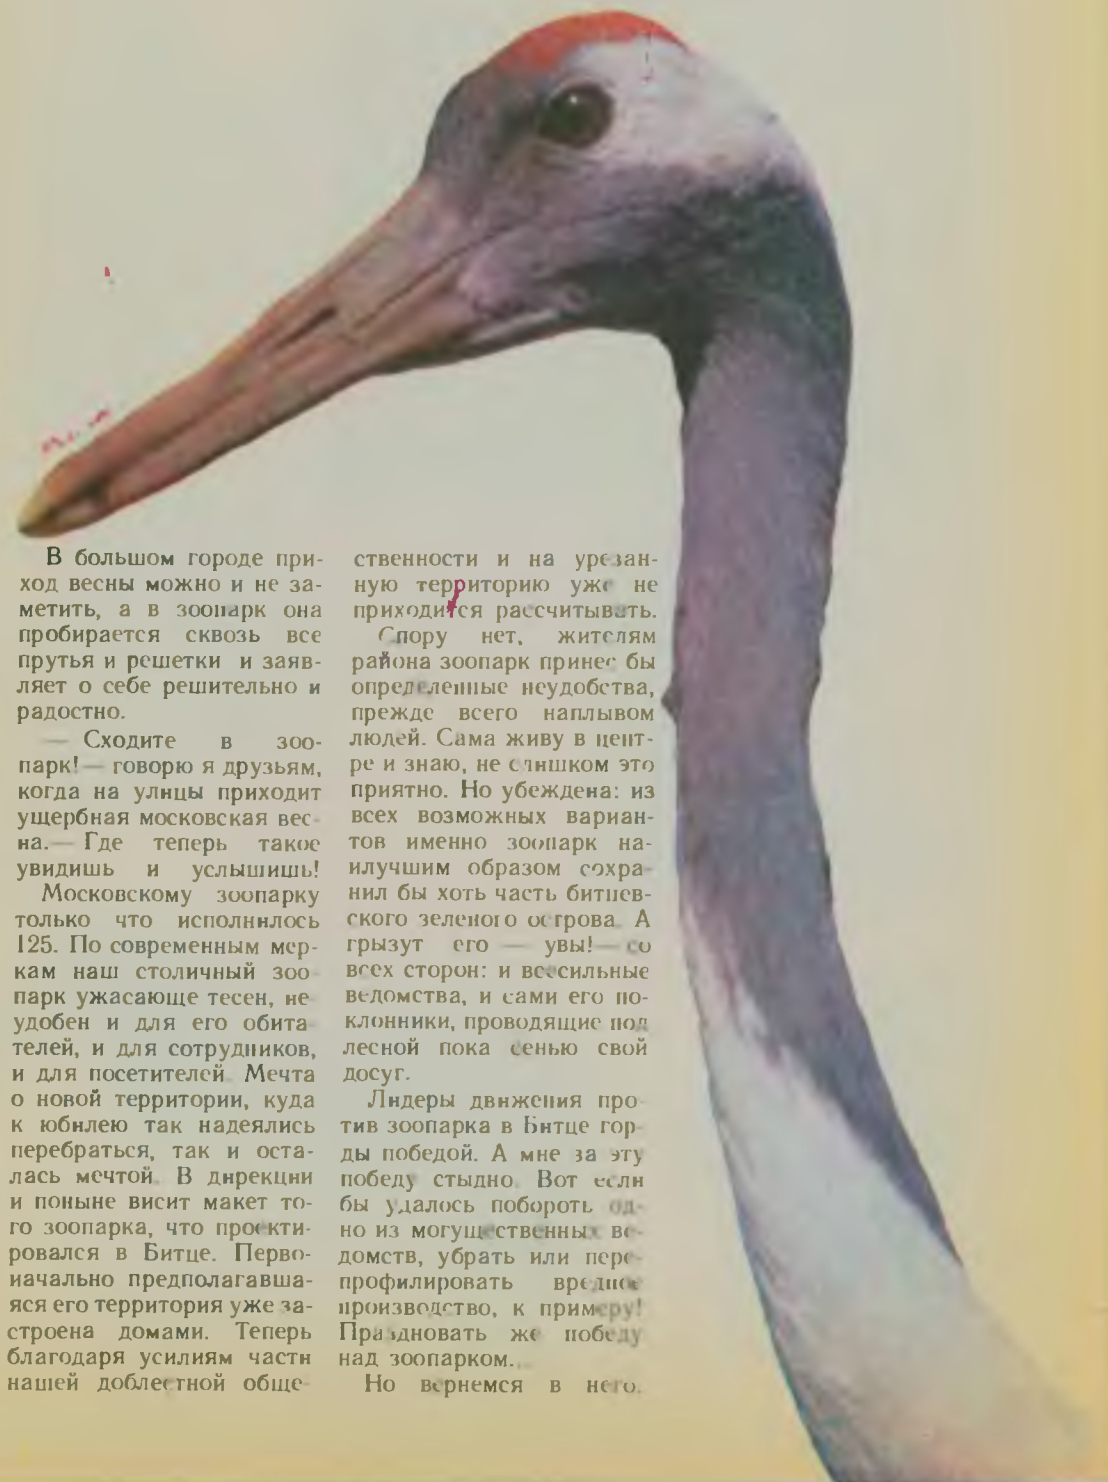 В большом городе при-
ход весны можно и не за-
метить, а в зоопарк она
пробирается сквозь все
прутья и решетки и заяв-
ляет о себе решительно и
радостно.
— Сходите в зоо-
парк! — говорю я друзьям,
когда на улицы приходит
ущербная московская вес-
на. — Где теперь такое
увидишь и услышишь!
Московскому зоопарку
только что исполнилось
125. По современным мер-
кам наш столичный зоо-
парк ужасающе тесен, не-
удобен и для его обита-
телей, и для сотрудников,
и для посетителей. Мечта
о новой территории, куда
к юбилею так надеялись
перебраться, так и оста-
лась мечтой. В дирекции
и поныне висит макет то-
го зоопарка, что проекти-
ровался в Битце. Перво-
начально предполагавша-
яся его территория уже за-
строена домами. Теперь
благодаря усилиям части
нашей доблестной обще-
ственности и на урезан-
ную территорию уже не
приходится рассчитывать.
Спору нет, жителям
района зоопарк принес бы
определенные неудобства,
прежде всего наплывом
людей. Сама живу в цент-
ре и знаю, не слишком это
приятно. Но убеждена: из
всех возможных вариан-
тов именно зоопарк на-
илучшим образом сохра-
нил бы хоть часть битцев-
ского зеленого острова. А
грызут его — увы! — со
всех сторон: и всесильные
ведомства, и сами его по-
клонники, проводящие под
лесной пока сенью свой
досуг.
Лидеры движения про-
тив зоопарка в Битце гор-
ды победой. А мне за эту
победу стыдно. Вот если
бы удалось побороть од-
но из могущественных ве-
домств, убрать или пере-
профилировать вредное
производство, к примеру!
Праздновать же победу
над зоопарком...
Но вернемся в него.